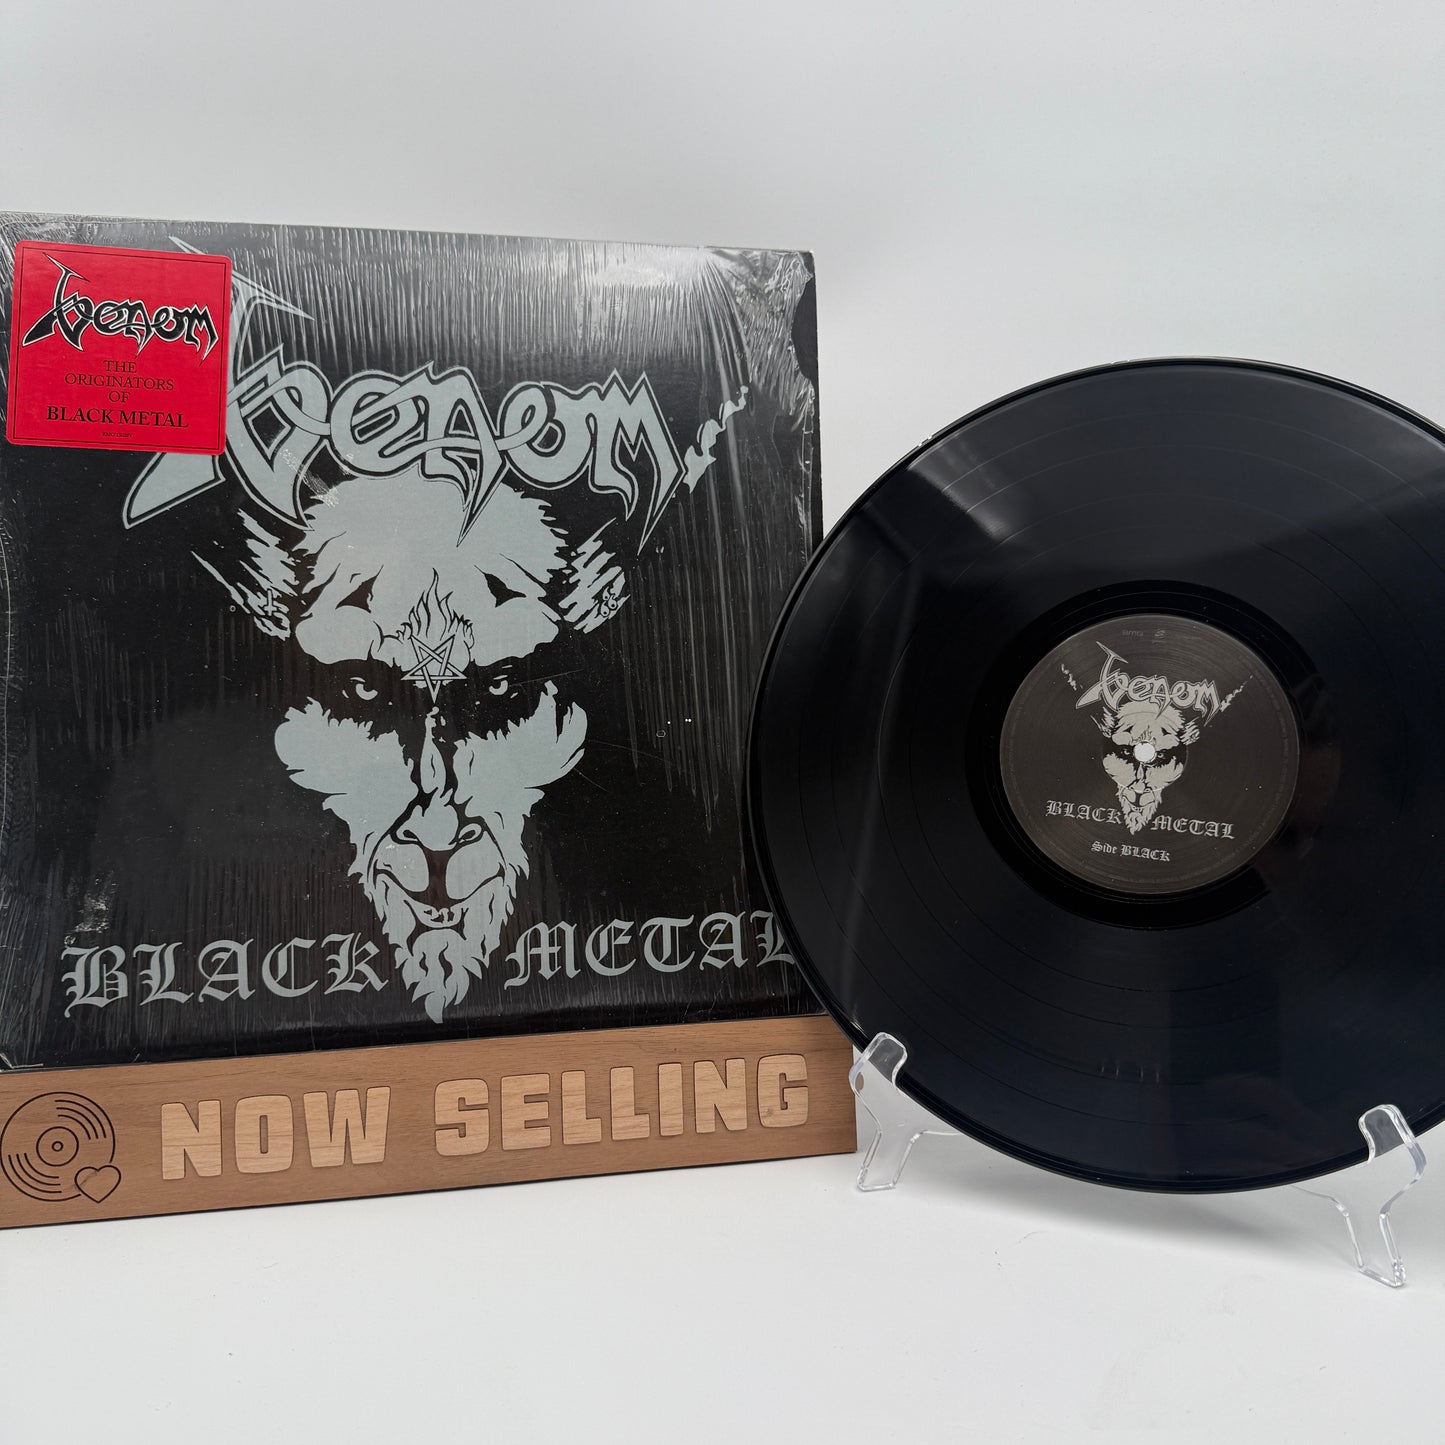 VENOM
THE
ORIGINATORS
OF
BLACK METAL
VENOM
BLACK METAL
NOW SELLING
VENOM
BLACK METAL
Side BLACK